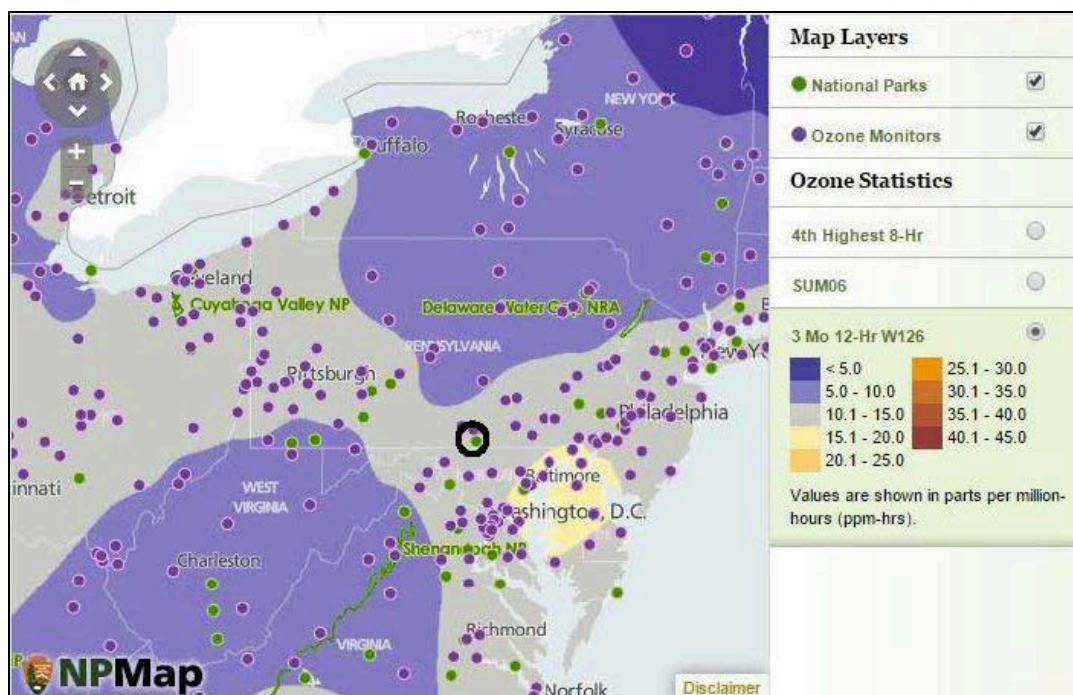 NEW YORK
Rochester
Syracuse
Buffalo
Detroit
Cleveland
Cuyahoga Valley NP
Delaware Water Gap NRA
PENNSYLVANIA
New Y
Pittsburgh
Philadelphia
cinnati
WEST
VIRGINIA
Baltimore
Washington, D.C.
Charleston
Shenandoah NP
Richmond
VIRGINIA
Norfolk
NPMap
Disclaimer
Map Layers
National Parks
Ozone Monitors
Ozone Statistics
4th Highest 8-Hr
SUM06
3 Mo 12-Hr W126
< 5.0
5.0 - 10.0
10.1 - 15.0
15.1 - 20.0
20.1 - 25.0
25.1 - 30.0
30.1 - 35.0
35.1 - 40.0
40.1 - 45.0
Values are shown in parts per million-
hours (ppm-hrs).